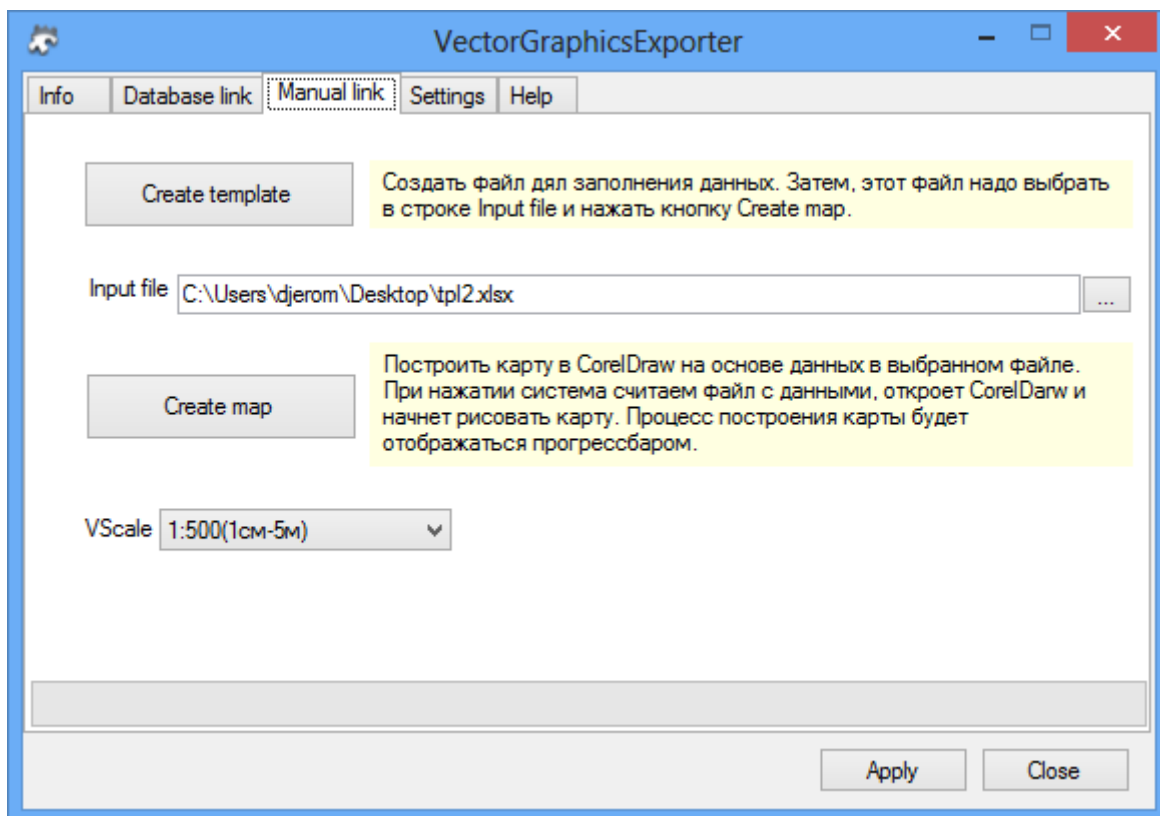 VectorGraphicsExporter
Info Database link Manual link Settings Help
Create template
Создать файл дял заполнения данных. Затем, этот файл надо выбрать
в строке Input file и нажать кнопку Create map.
Input file C:\Users\djerom\Desktop\tpl2.xlsx ...
Create map
Построить карту в CorelDraw на основе данных в выбранном файле.
При нажатии система считаем файл с данными, откроет CorelDarw и
начнет рисовать карту. Процесс построения карты будет
отображаться прогрессбаром.
VScale 1:500(1см-5м)
Apply Close